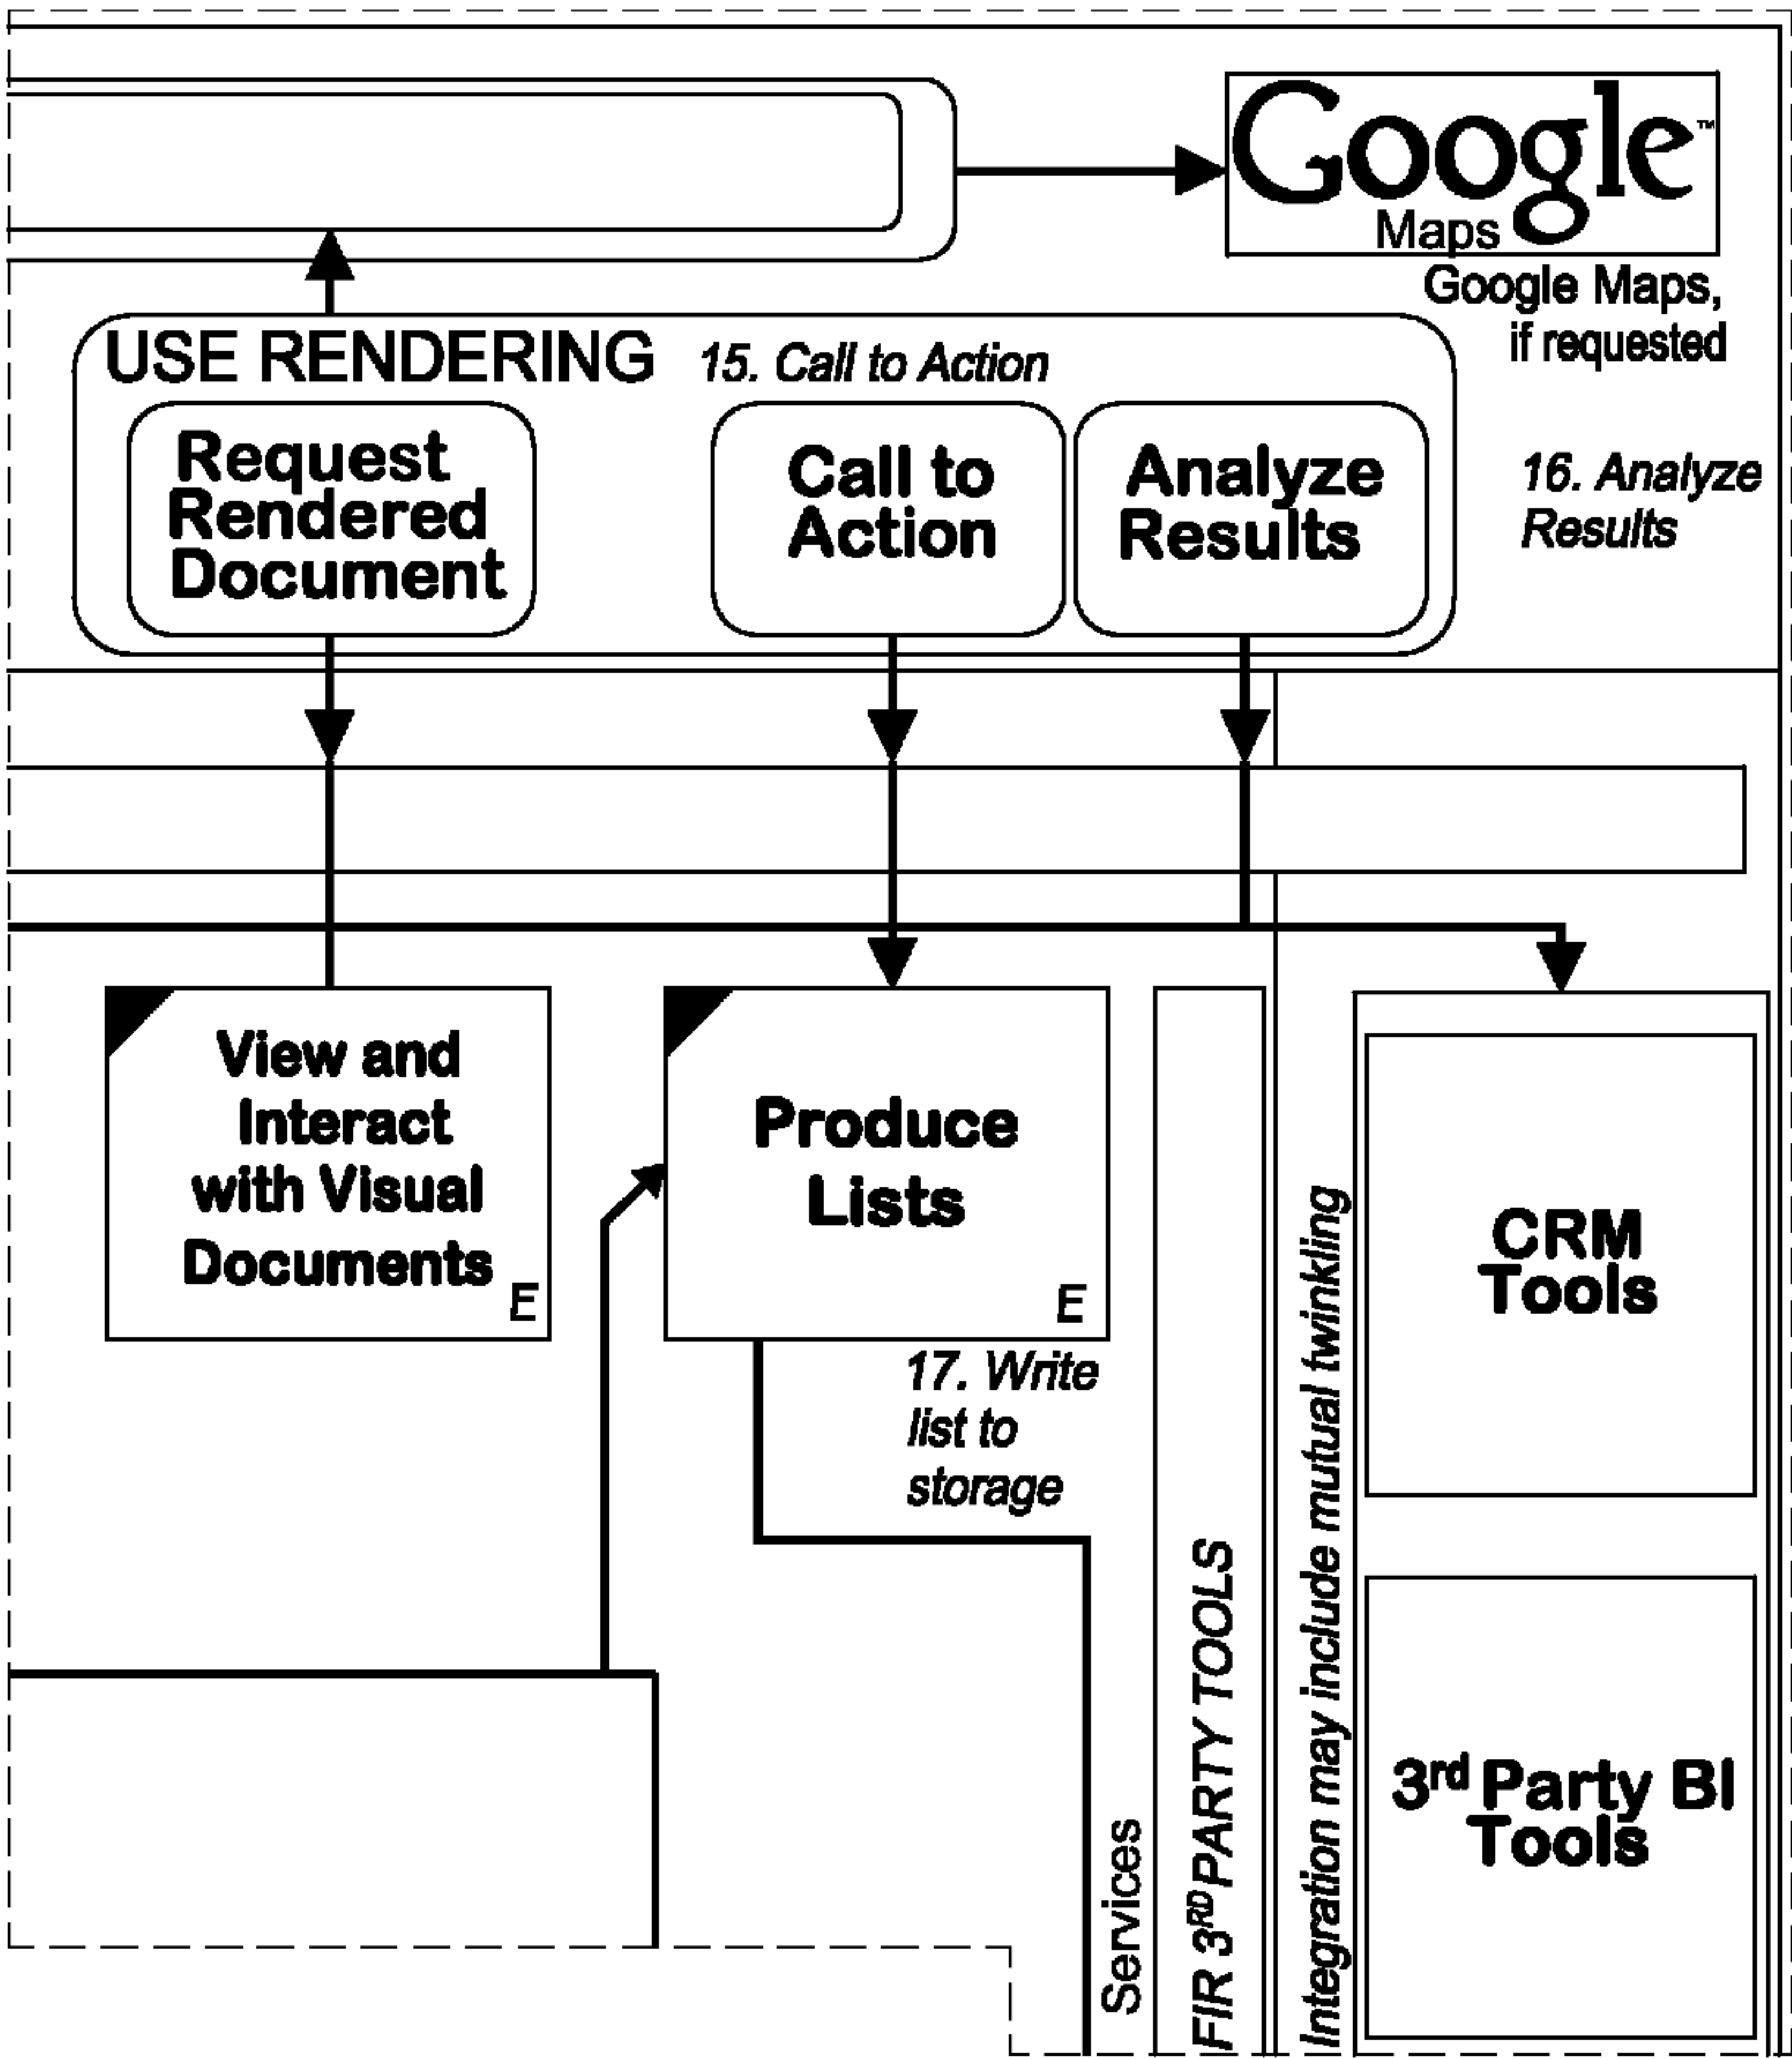 Google™
Maps
Google Maps,
if requested
USE RENDERING
15. Call to Action
Request
Rendered
Document
Call to
Action
Analyze
Results
16. Analyze
Results
View and
Interact
with Visual
Documents
E
Produce
Lists
E
17. Write
list to
storage
Services
FIR 3RD PARTY TOOLS
Integration may include mutual twinkling
CRM
Tools
3rd Party BI
Tools